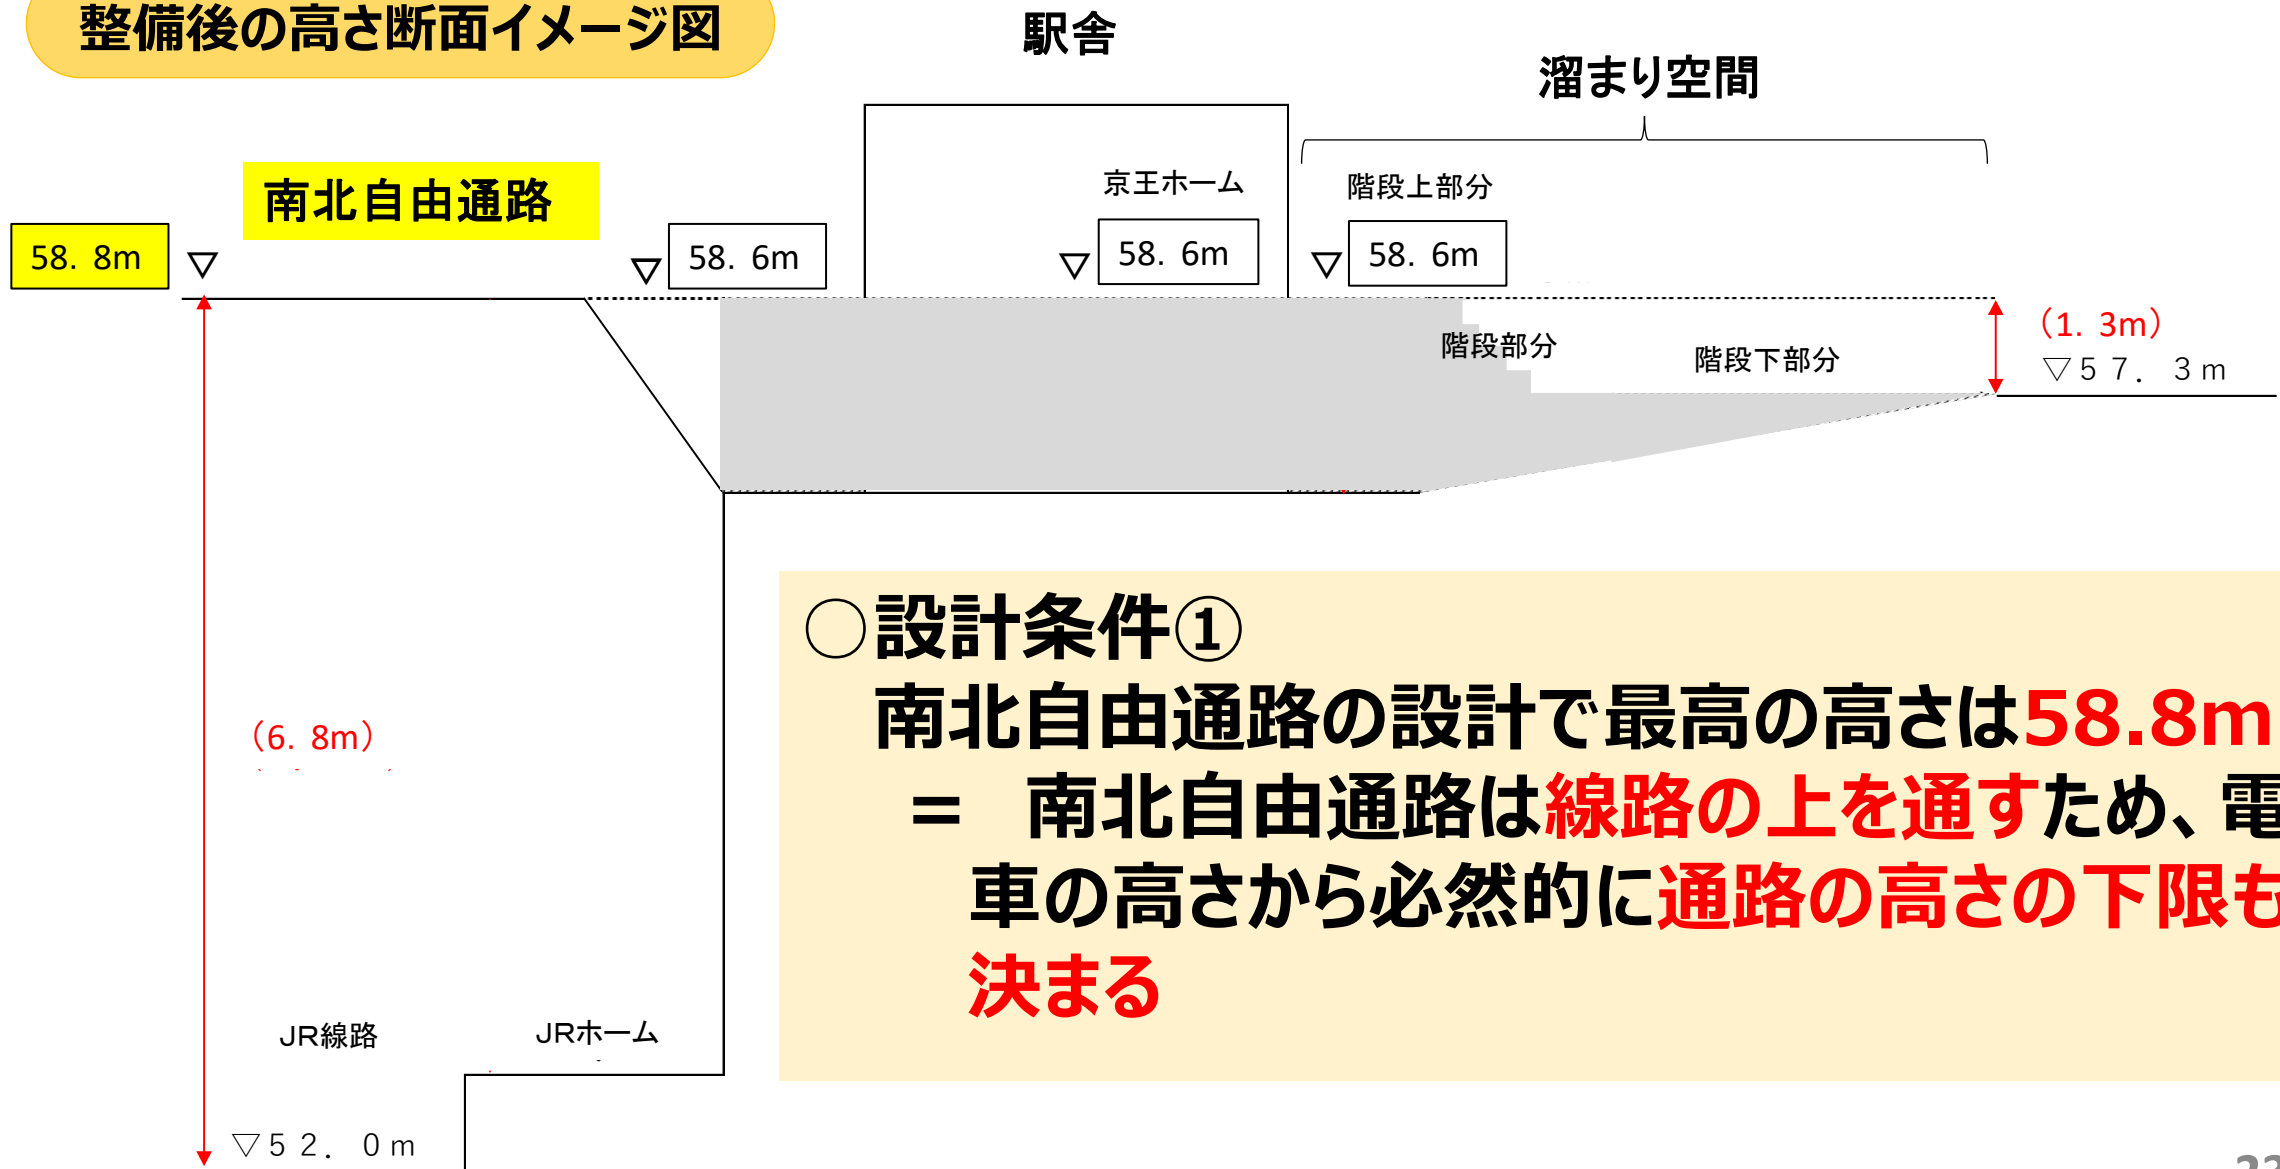 整備後の高さ断面イメージ図
駅舎
溜まり空間
南北自由通路
京王ホーム
階段上部分
58．8m
▽
▽
58．6m
▽
58．6m
▽
58．6m
（1．3m）
▽５７．３ｍ
階段部分
階段下部分
○設計条件①
南北自由通路の設計で最高の高さは58.8m
＝　南北自由通路は線路の上を通すため、電
車の高さから必然的に通路の高さの下限も
決まる
（6．8m）
ＪＲ線路
ＪＲホーム
▽５２．０ｍ